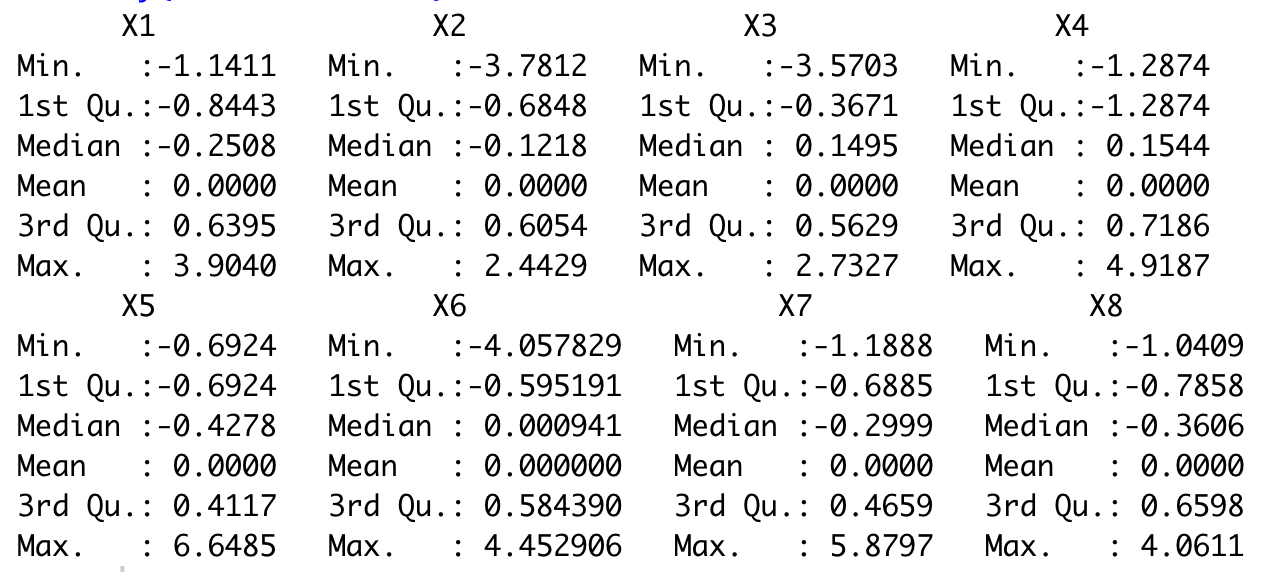 X1 X2 X3 X4
Min. :-1.1411 Min. :-3.7812 Min. :-3.5703 Min. :-1.2874
1st Qu.:-0.8443 1st Qu.:-0.6848 1st Qu.:-0.3671 1st Qu.:-1.2874
Median :-0.2508 Median :-0.1218 Median : 0.1495 Median : 0.1544
Mean : 0.0000 Mean : 0.0000 Mean : 0.0000 Mean : 0.0000
3rd Qu.: 0.6395 3rd Qu.: 0.6054 3rd Qu.: 0.5629 3rd Qu.: 0.7186
Max. : 3.9040 Max. : 2.4429 Max. : 2.7327 Max. : 4.9187
X5 X6 X7 X8
Min. :-0.6924 Min. :-4.057829 Min. :-1.1888 Min. :-1.0409
1st Qu.:-0.6924 1st Qu.:-0.595191 1st Qu.:-0.6885 1st Qu.:-0.7858
Median :-0.4278 Median : 0.000941 Median :-0.2999 Median :-0.3606
Mean : 0.0000 Mean : 0.000000 Mean : 0.0000 Mean : 0.0000
3rd Qu.: 0.4117 3rd Qu.: 0.584390 3rd Qu.: 0.4659 3rd Qu.: 0.6598
Max. : 6.6485 Max. : 4.452906 Max. : 5.8797 Max. : 4.0611